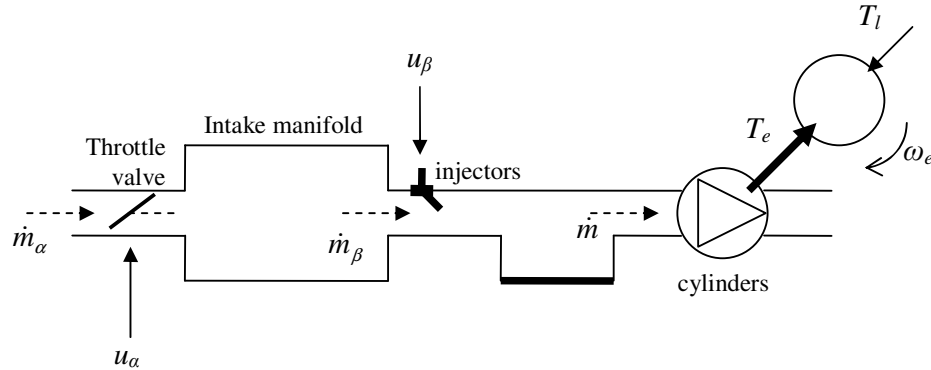 T_l
u_β
Intake manifold
T_e
Throttle
valve
injectors
ω_e
ṁ_α
ṁ_β
ṁ
cylinders
u_α